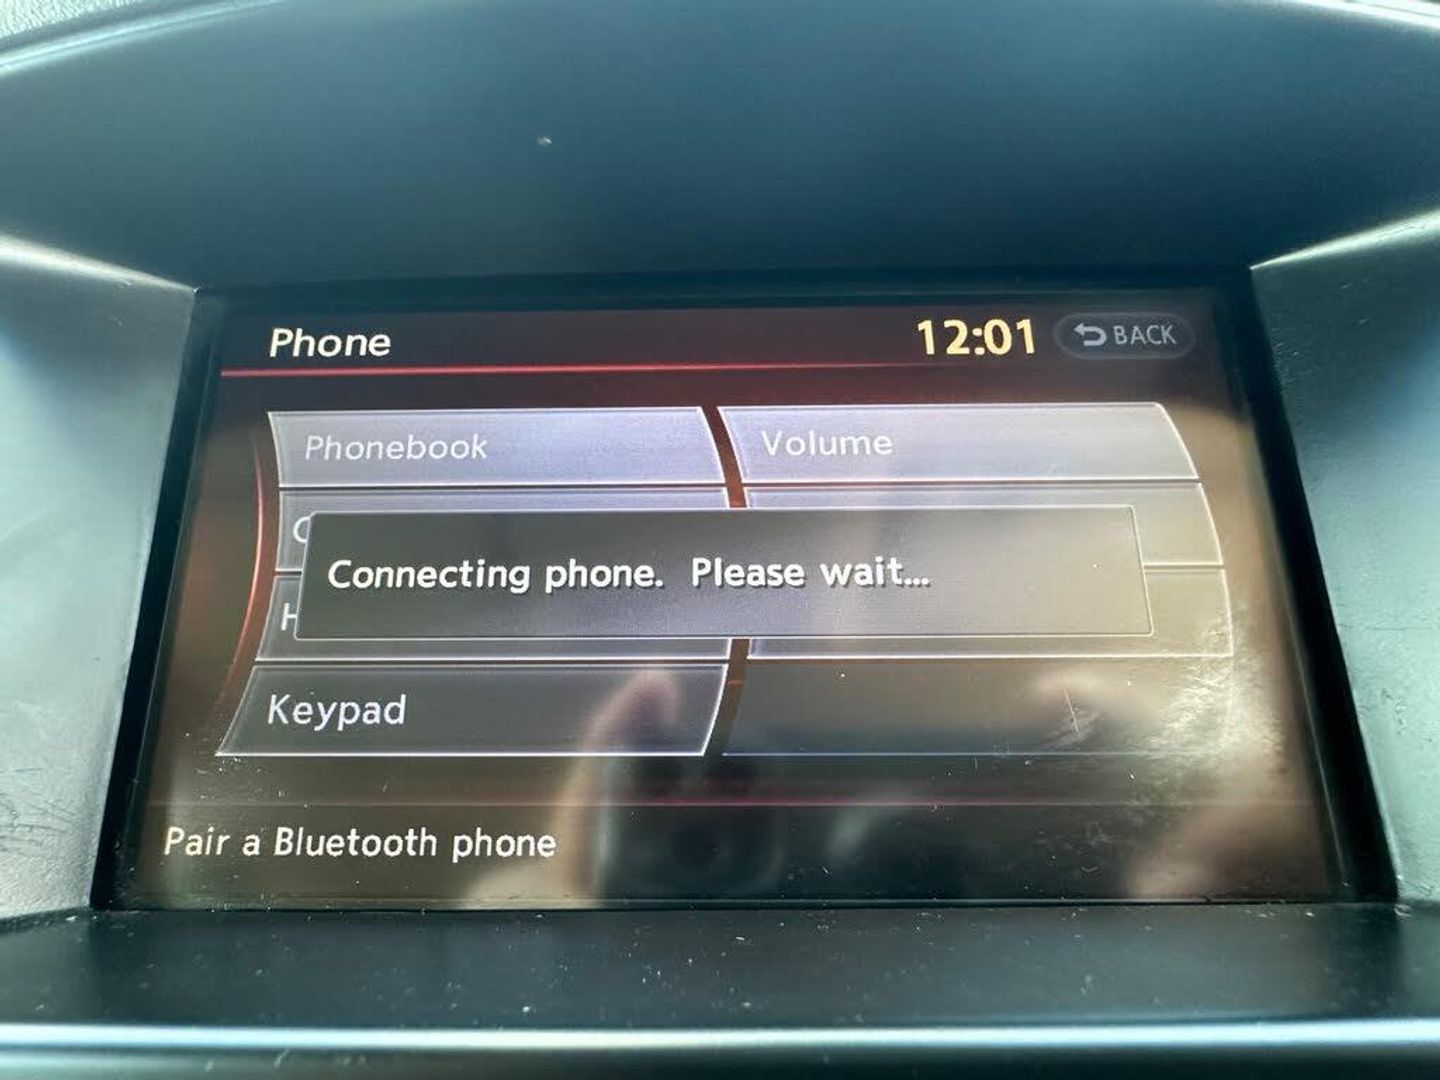 Phone
12:01
BACK
Phonebook
Volume
Connecting phone. Please wait...
Keypad
Pair a Bluetooth phone